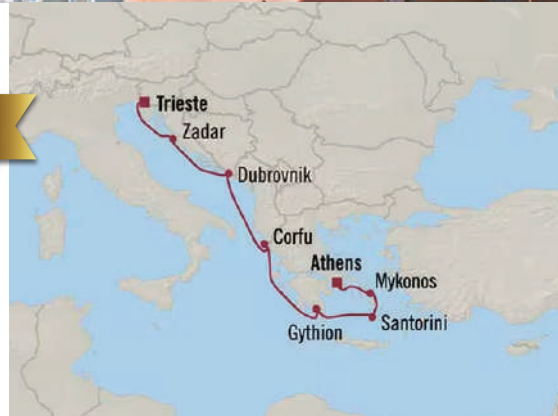 Trieste
Zadar
Dubrovnik
Corfu
Athens
Mykonos
Gythion
Santorini